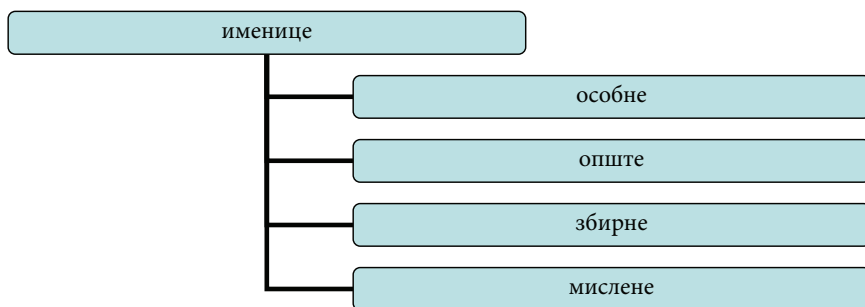 именице
особне
опште
збирне
мислене